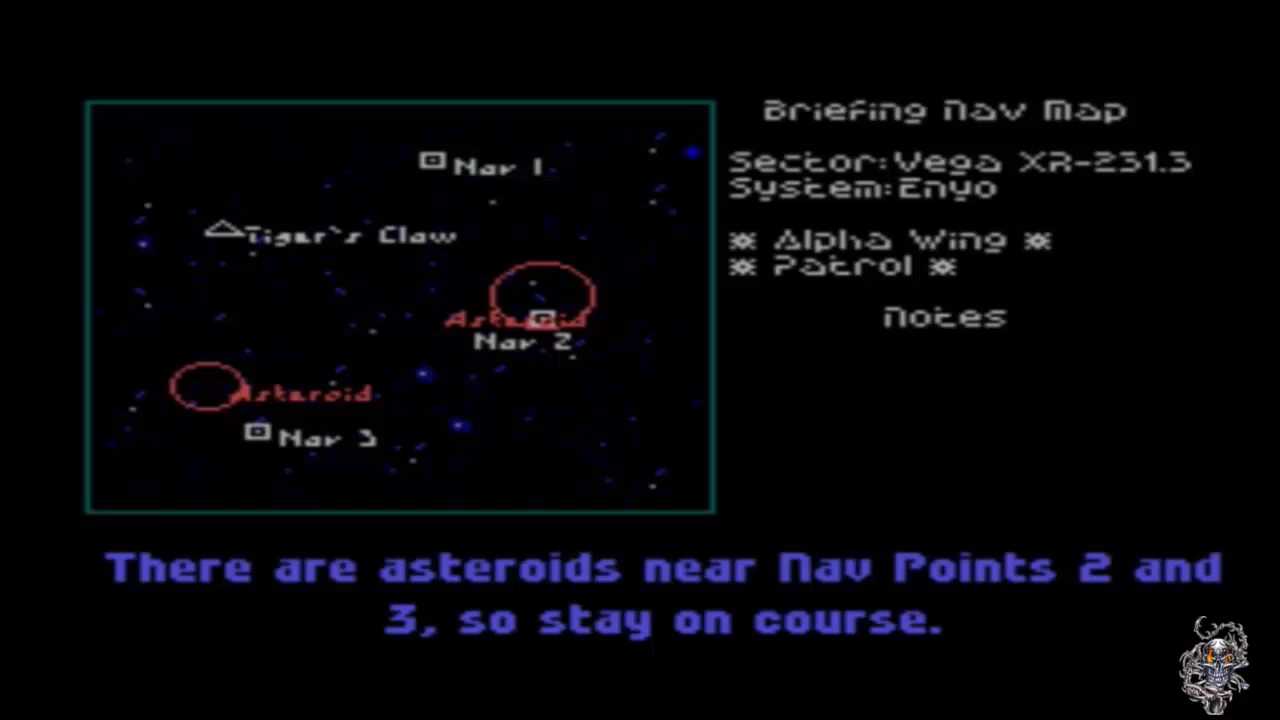 Briefing Nav Map
Sector:Vega XR-231.3
System:Enyo
* Alpha Wing *
* Patrol *
Notes
Nav 1
Tiger's Claw
Asteroid
Nav 2
Asteroid
Nav 3
There are asteroids near Nav Points 2 and
3, so stay on course.